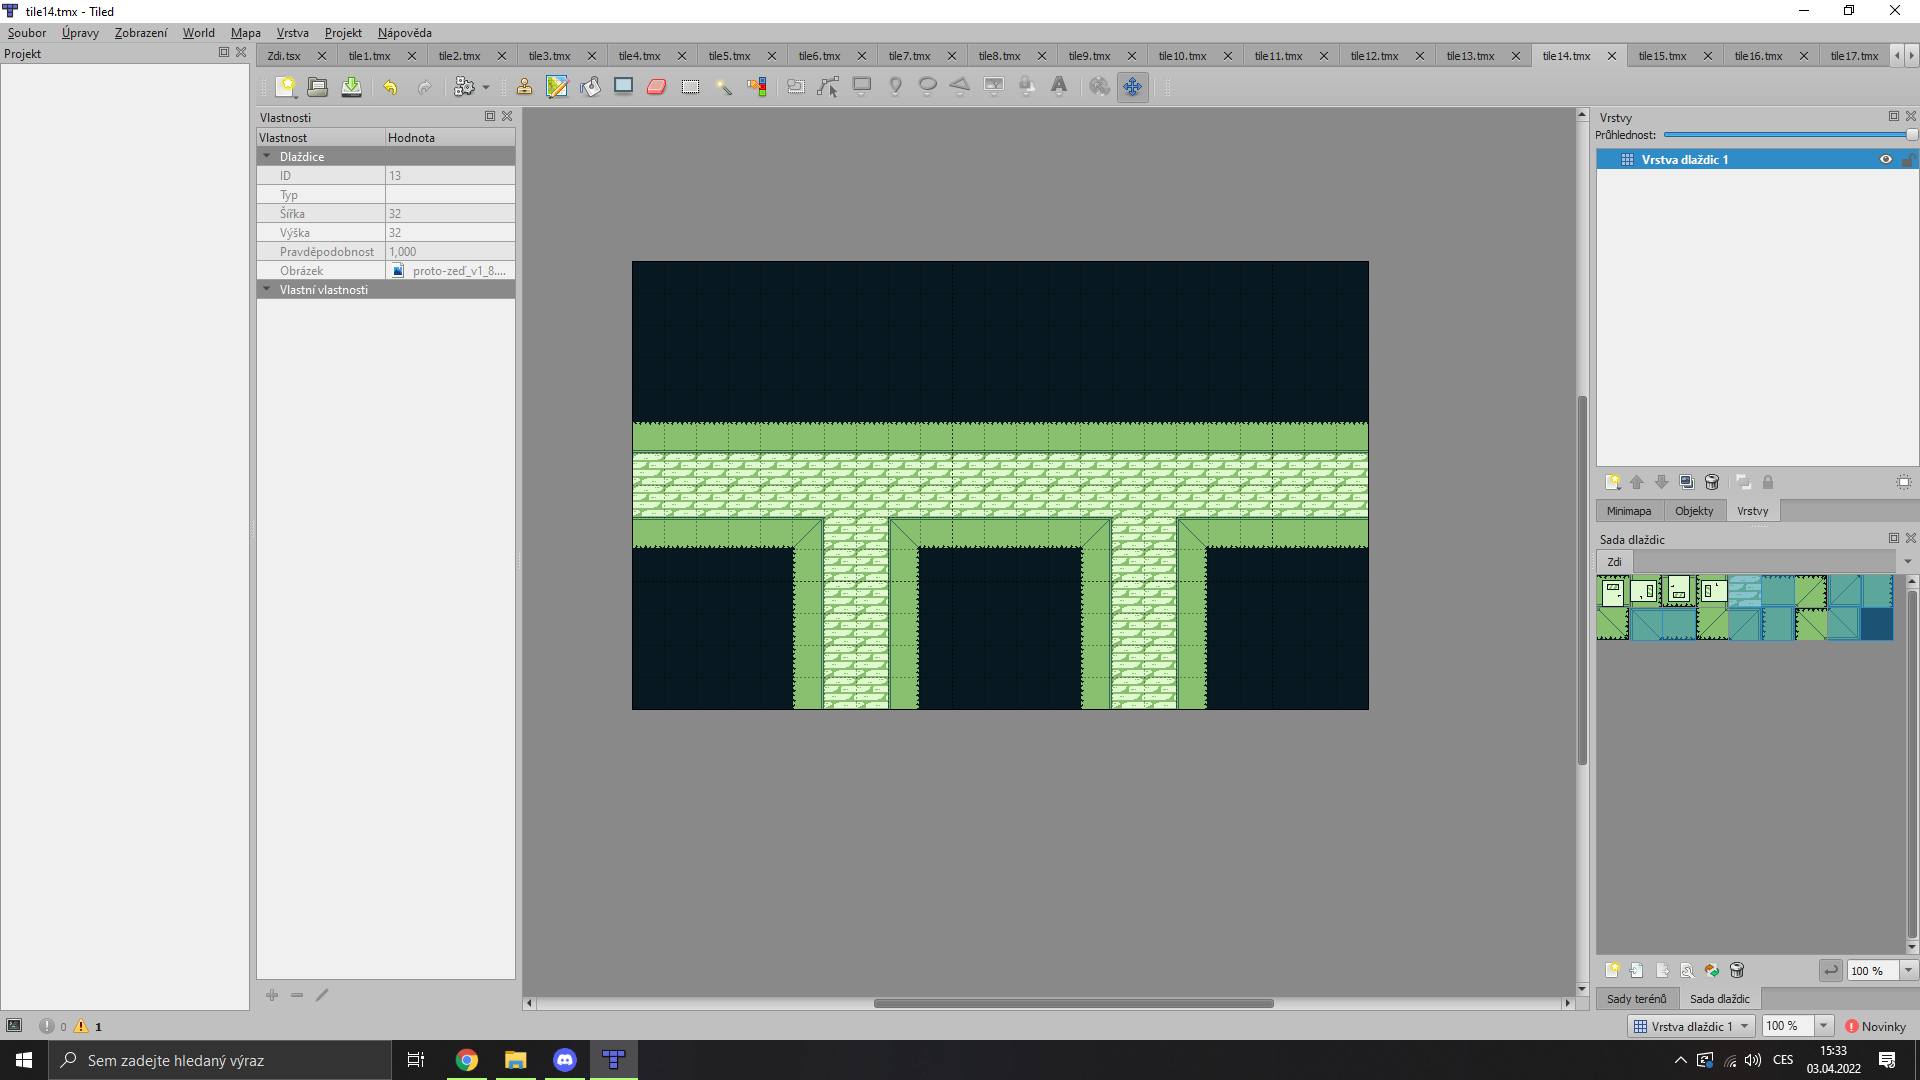 tile14.tmx - Tiled
Soubor Úpravy Zobrazení World Mapa Vrstva Projekt Nápověda
Projekt
Zdi.tsx tile1.tmx tile2.tmx tile3.tmx tile4.tmx tile5.tmx tile6.tmx tile7.tmx tile8.tmx tile9.tmx tile10.tmx tile11.tmx tile12.tmx tile13.tmx tile14.tmx tile15.tmx tile16.tmx tile17.tmx
Vlastnosti
Vlastnost Hodnota
Dlaždice
ID 13
Typ
Šířka 32
Výška 32
Pravděpodobnost 1,000
Obrázek proto-zeď_v1_8....
Vlastní vlastnosti
Vrstvy
Průhlednost:
Vrstva dlaždic 1
Minimapa Objekty Vrstvy
Sada dlaždic
Zdi
100 %
Sady terénů Sada dlaždic
0 1
Vrstva dlaždic 1 100 % Novinky
Sem zadejte hledaný výraz
CES
15:33
03.04.2022